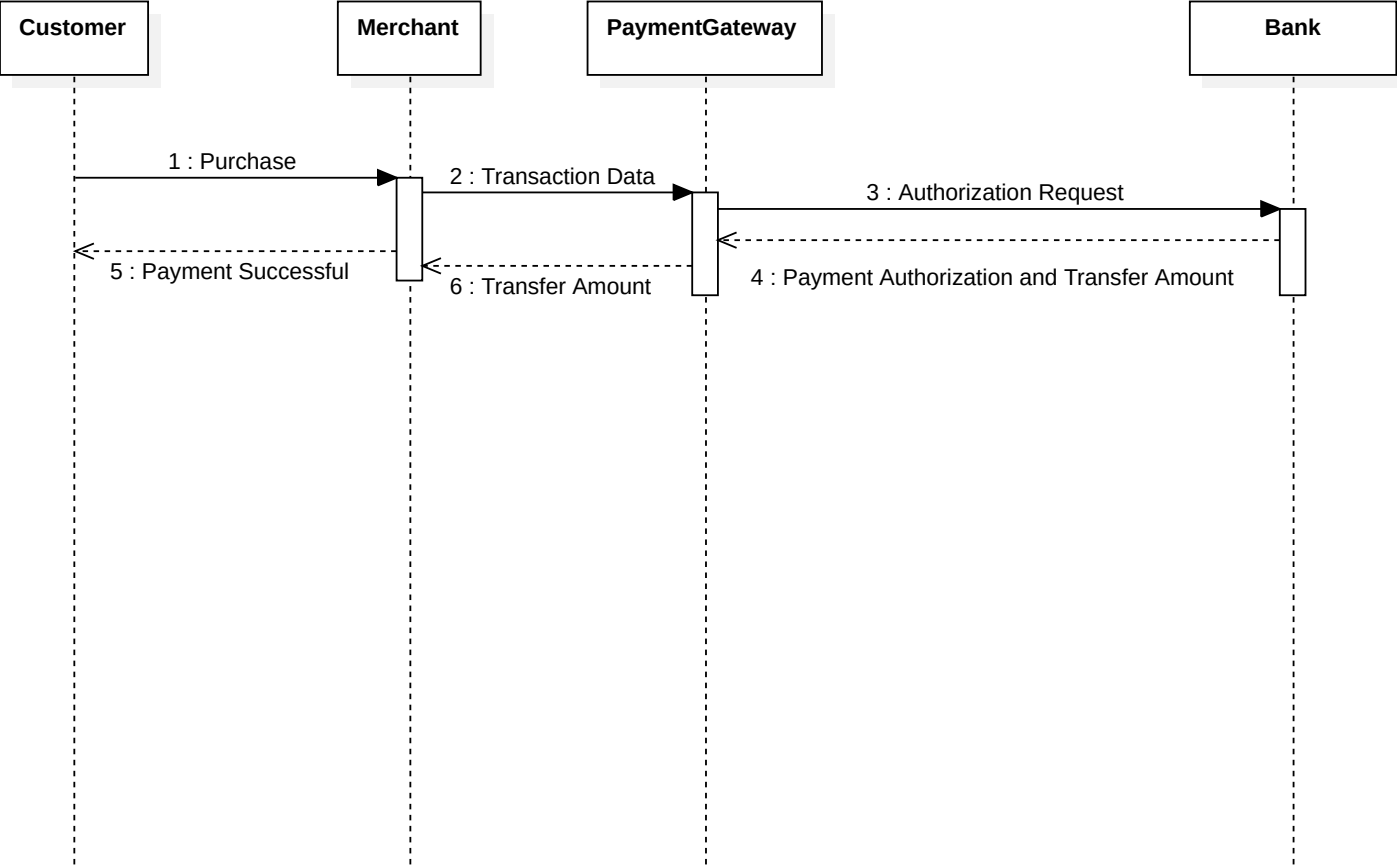 Customer
Merchant
PaymentGateway
Bank
1 : Purchase
2 : Transaction Data
3 : Authorization Request
5 : Payment Successful
6 : Transfer Amount
4 : Payment Authorization and Transfer Amount